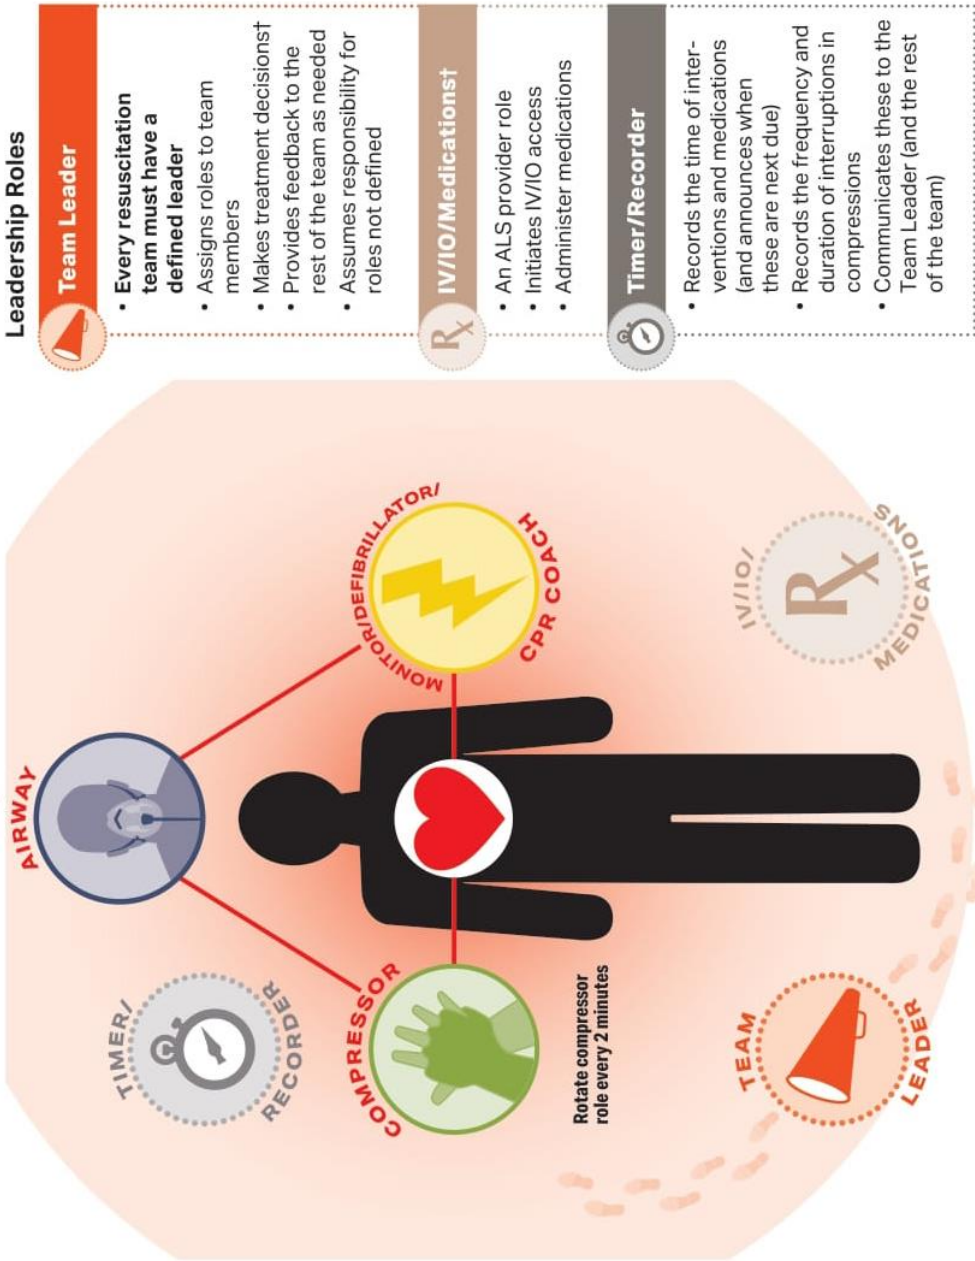 AIRWAY
TIMER/
RECORDER
COMPRESSOR
MONITOR/DEFIBRILLATOR/
CPR COACH
Rotate compressor
role every 2 minutes
TEAM
LEADER
IV/IO/
MEDICATIONS
Rx
Leadership Roles
Team Leader
• Every resuscitation
team must have a
defined leader
• Assigns roles to team
members
• Makes treatment decisions†
• Provides feedback to the
rest of the team as needed
• Assumes responsibility for
roles not defined
Rx
IV/IO/Medications†
• An ALS provider role
• Initiates IV/IO access
• Administer medications
Timer/Recorder
• Records the time of inter-
ventions and medications
(and announces when
these are next due)
• Records the frequency and
duration of interruptions in
compressions
• Communicates these to the
Team Leader (and the rest
of the team)